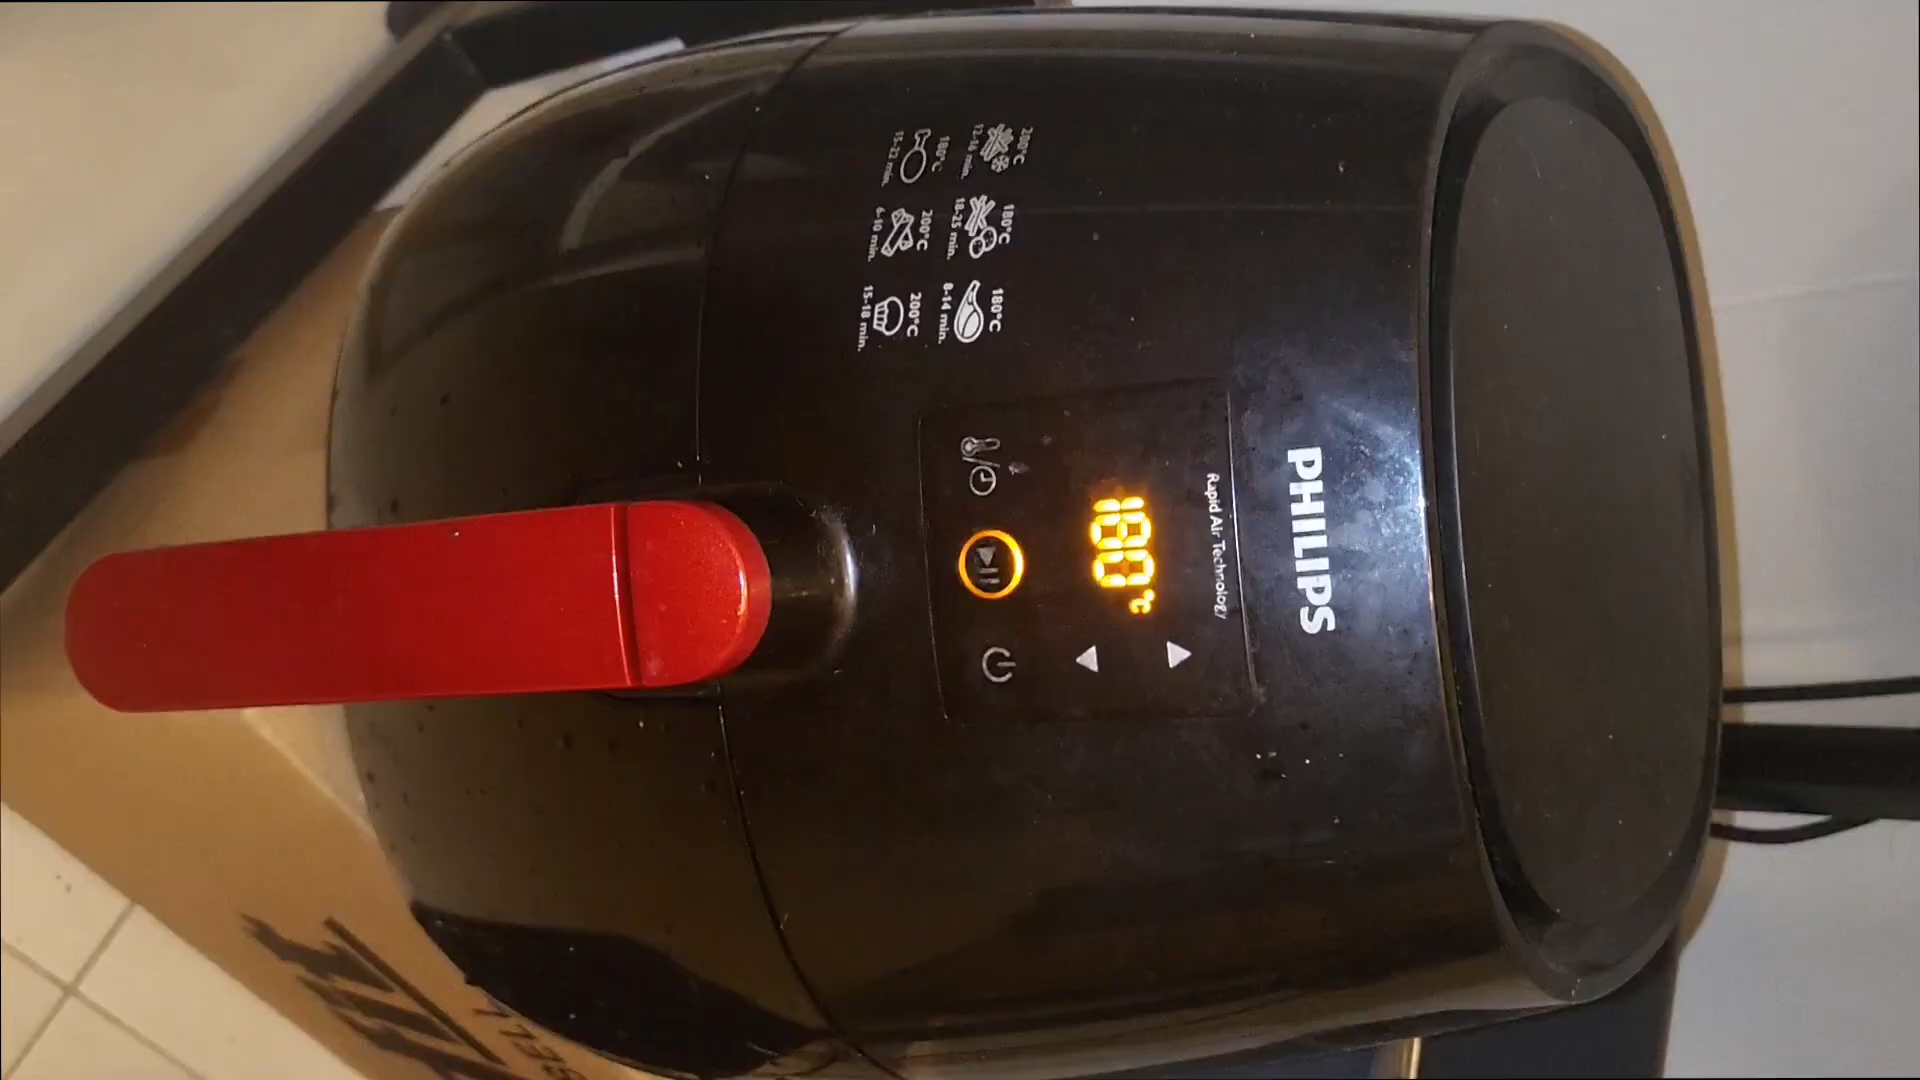 PHILIPS
Rapid Air Technology
180°C
200°C 180°C 180°C
12-16 min. 18-25 min. 8-14 min.
180°C 200°C 200°C
15-22 min. 6-10 min. 15-18 min.